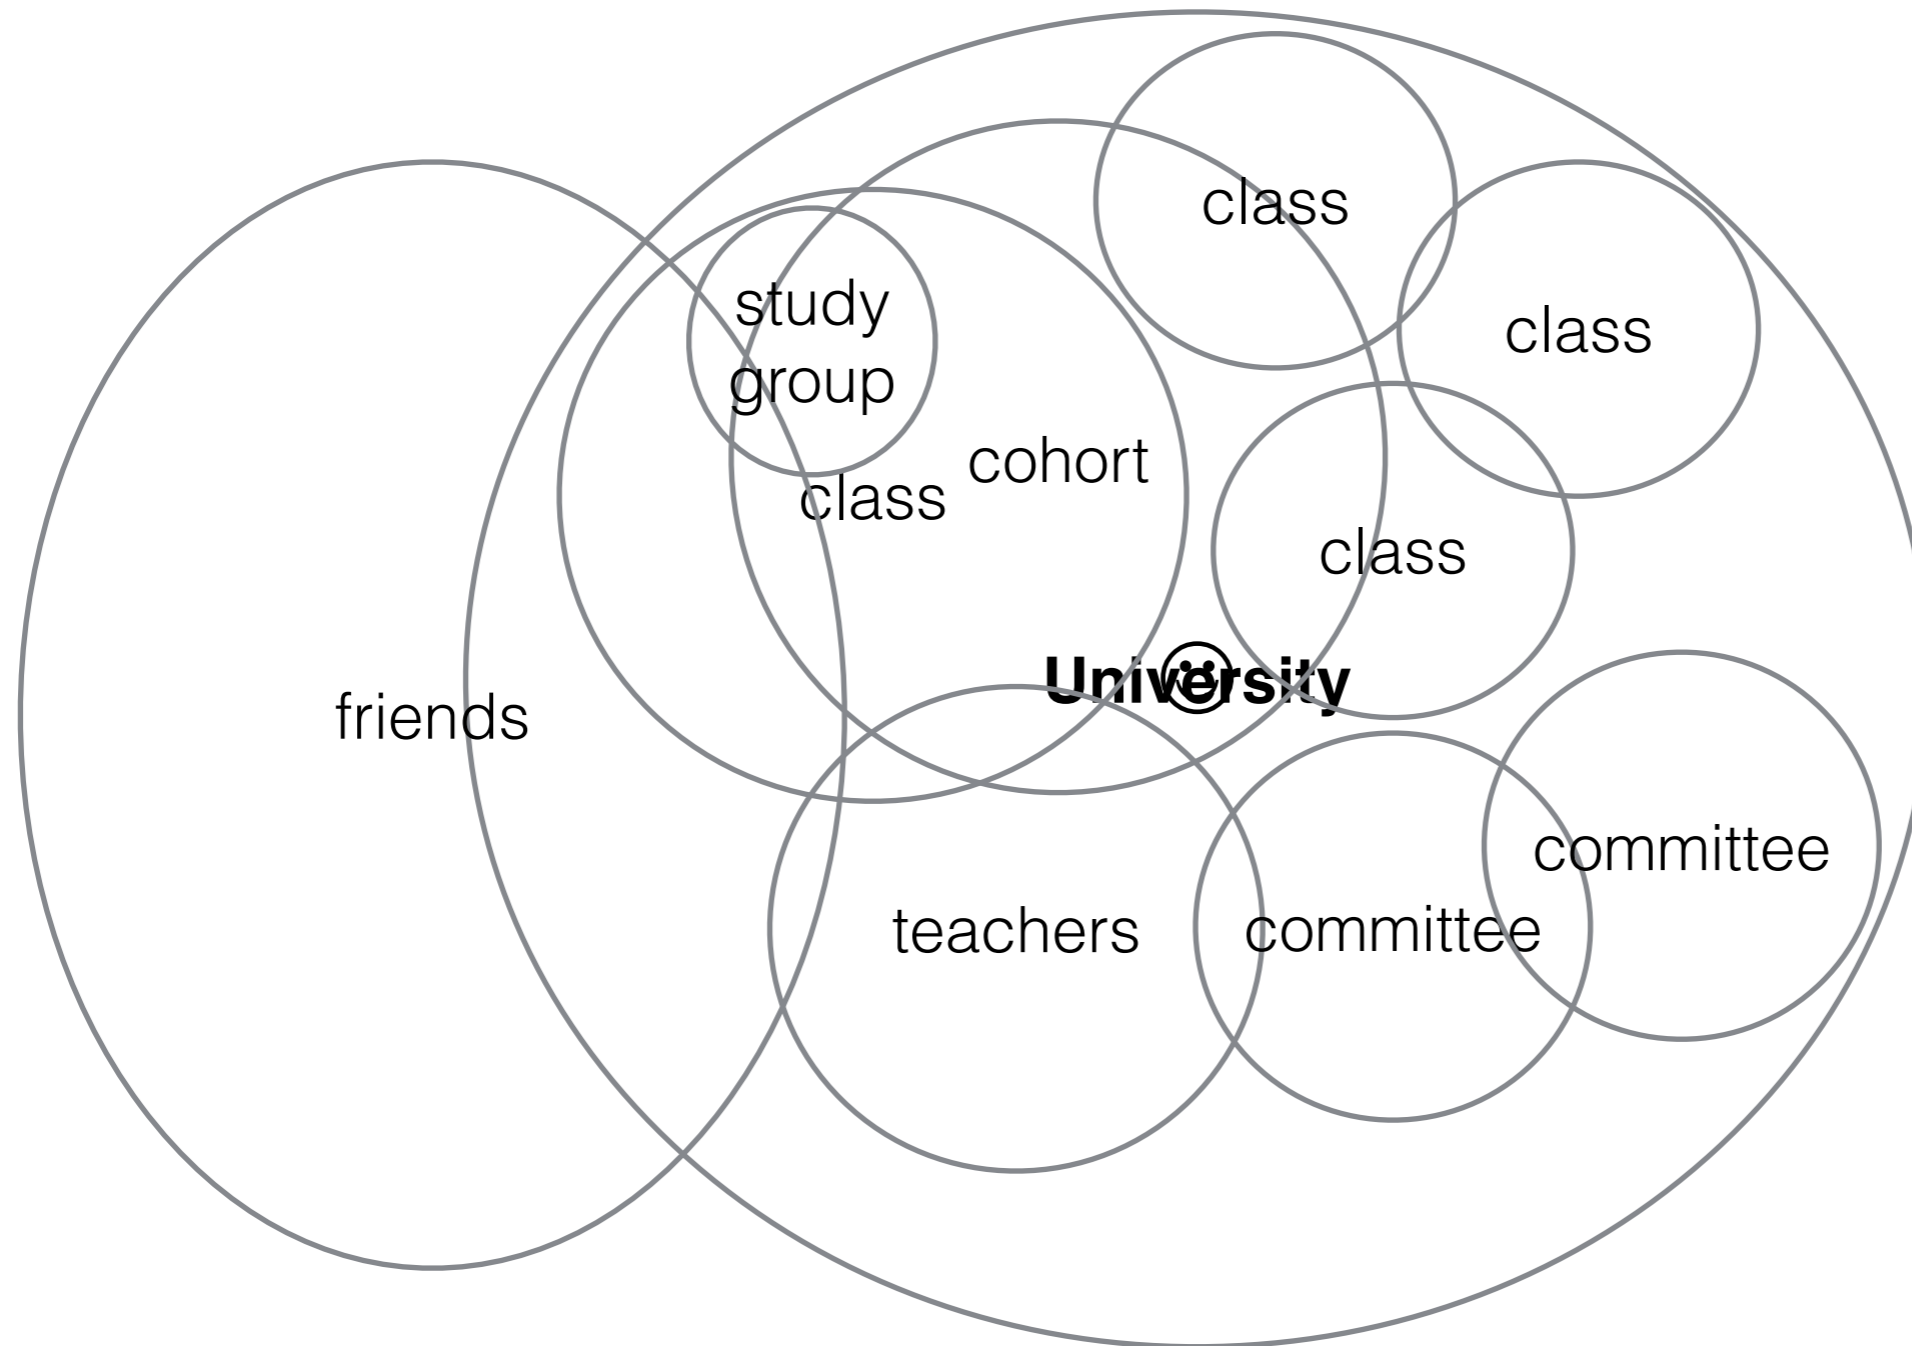 class
study
group
class
cohort
class
class
University
friends
committee
teachers
committee